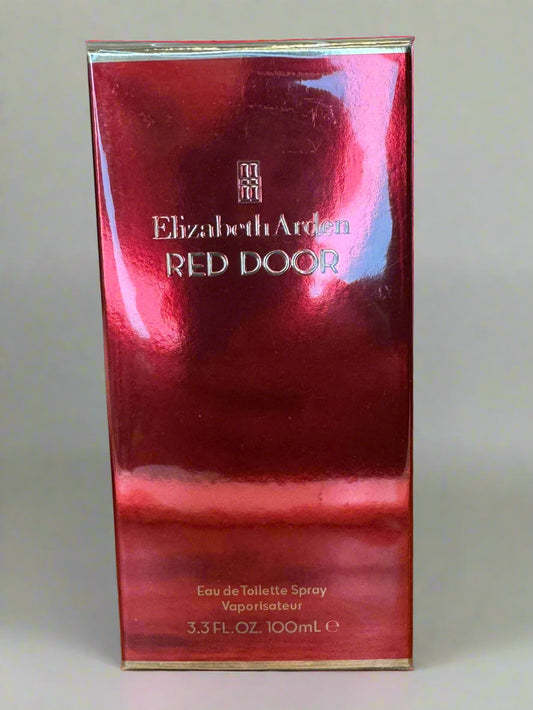 Elizabeth Arden
RED DOOR
Eau de Toilette Spray
Vaporisateur
3.3 FL.OZ. 100mL ℮